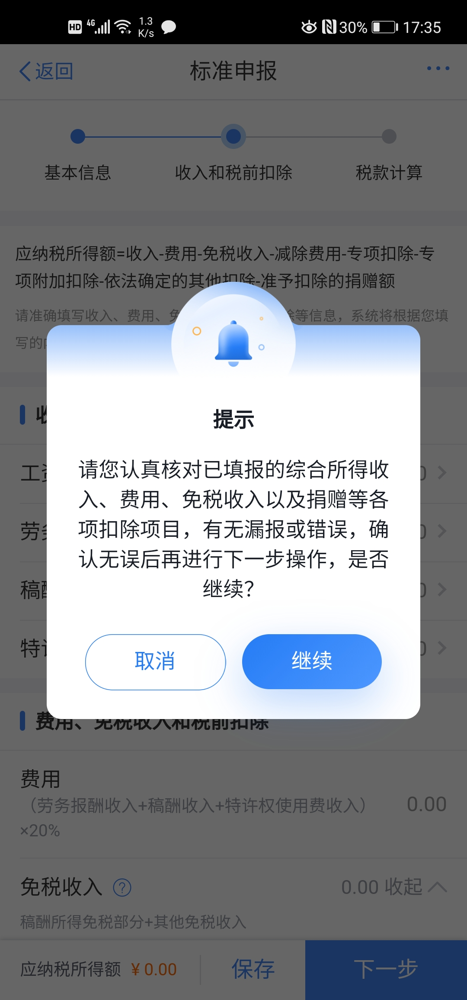 HD 4G 1.3 K/s 30% 17:35
返回 标准申报
基本信息 收入和税前扣除 税款计算
应纳税所得额=收入-费用-免税收入-减除费用-专项扣除-专
项附加扣除-依法确定的其他扣除-准予扣除的捐赠额
请准确填写收入、费用、免 除等信息，系统将根据您填
写的
收
提示
请您认真核对已填报的综合所得收
入、费用、免税收入以及捐赠等各
项扣除项目，有无漏报或错误，确
认无误后再进行下一步操作，是否
继续？
工资 0
劳务 0
稿酬 0
特许 0
取消 继续
费用、免税收入和税前扣除
费用
（劳务报酬收入+稿酬收入+特许权使用费收入）
×20%
0.00
免税收入 ? 0.00 收起
稿酬所得免税部分+其他免税收入
应纳税所得额 ¥ 0.00 保存 下一步